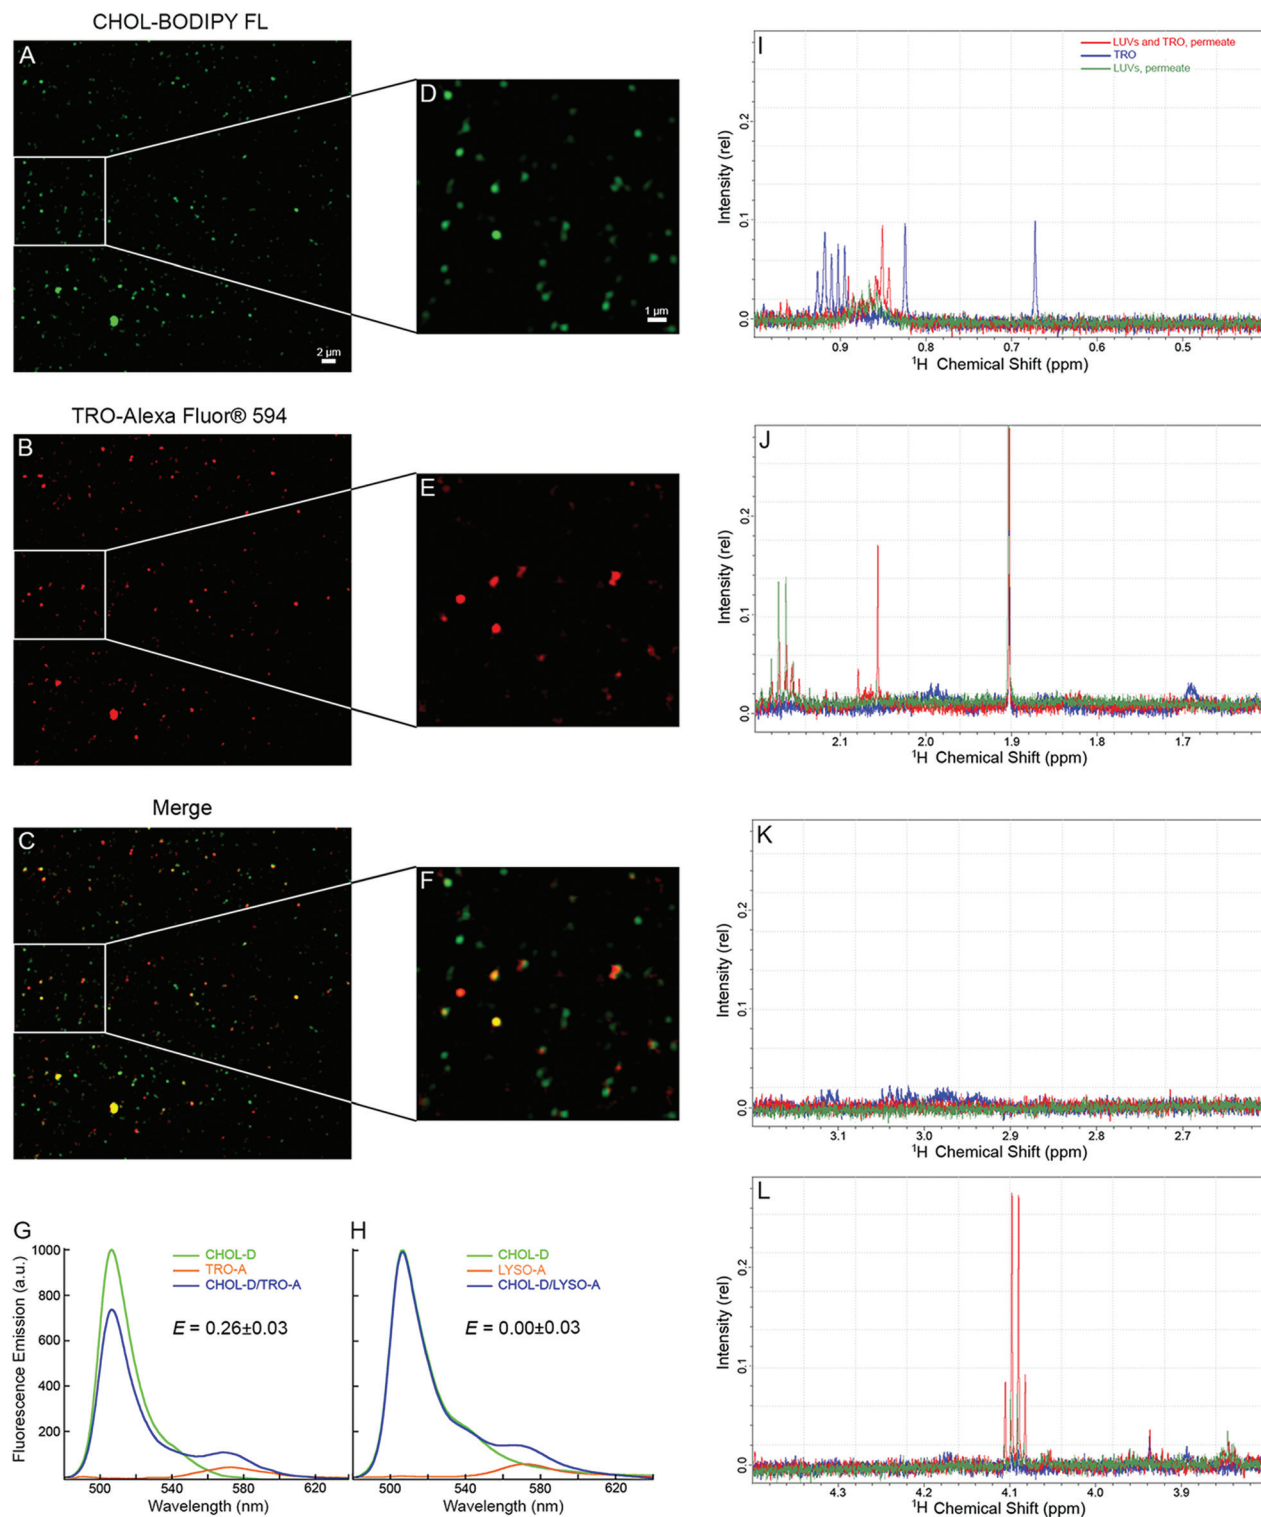 CHOL-BODIPY FL
A
2 µm
D
1 µm
TRO-Alexa Fluor® 594
B
E
Merge
C
F
G
CHOL-D
TRO-A
CHOL-D/TRO-A
E = 0.26±0.03
Fluorescence Emission (a.u.)
1000
800
600
400
200
500
540
580
620
Wavelength (nm)
H
CHOL-D
LYSO-A
CHOL-D/LYSO-A
E = 0.00±0.03
500
540
580
620
Wavelength (nm)
I
LUVs and TRO, permeate
TRO
LUVs, permeate
Intensity (rel)
0.2
0.1
0.0
0.9
0.8
0.7
0.6
0.5
¹H Chemical Shift (ppm)
J
Intensity (rel)
0.2
0.1
0.0
2.1
2.0
1.9
1.8
1.7
¹H Chemical Shift (ppm)
K
Intensity (rel)
0.2
0.1
0.0
3.1
3.0
2.9
2.8
2.7
¹H Chemical Shift (ppm)
L
Intensity (rel)
0.2
0.1
0.0
4.3
4.2
4.1
4.0
3.9
¹H Chemical Shift (ppm)